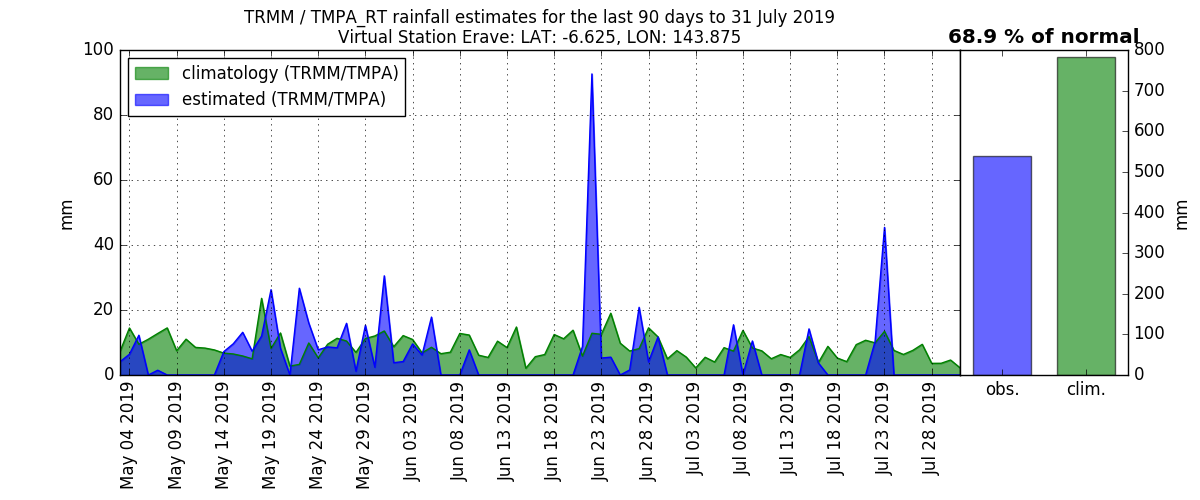 TRMM / TMPA_RT rainfall estimates for the last 90 days to 31 July 2019
Virtual Station Erave: LAT: -6.625, LON: 143.875
68.9 % of normal
climatology (TRMM/TMPA)
estimated (TRMM/TMPA)
100
80
60
40
20
0
mm
May 04 2019
May 09 2019
May 14 2019
May 19 2019
May 24 2019
May 29 2019
Jun 03 2019
Jun 08 2019
Jun 13 2019
Jun 18 2019
Jun 23 2019
Jun 28 2019
Jul 03 2019
Jul 08 2019
Jul 13 2019
Jul 18 2019
Jul 23 2019
Jul 28 2019
obs.
clim.
800
700
600
500
400
300
200
100
0
mm